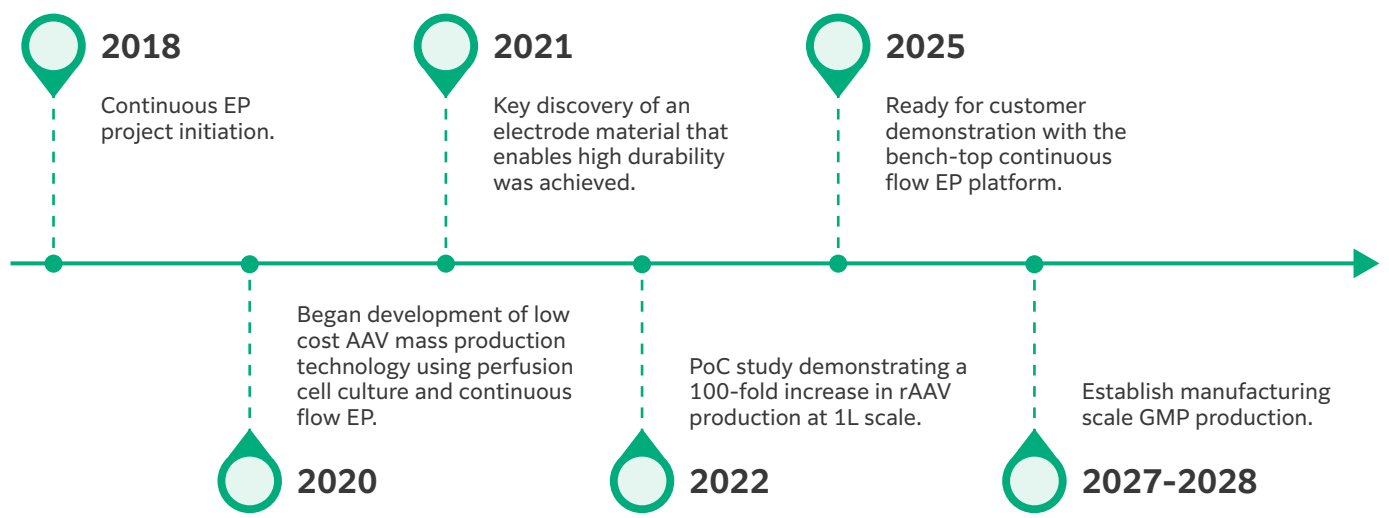 2018
Continuous EP
project initiation.
Began development of low
cost AAV mass production
technology using perfusion
cell culture and continuous
flow EP.
2020
2021
Key discovery of an
electrode material that
enables high durability
was achieved.
PoC study demonstrating a
100-fold increase in rAAV
production at 1L scale.
2022
2025
Ready for customer
demonstration with the
bench-top continuous
flow EP platform.
Establish manufacturing
scale GMP production.
2027-2028